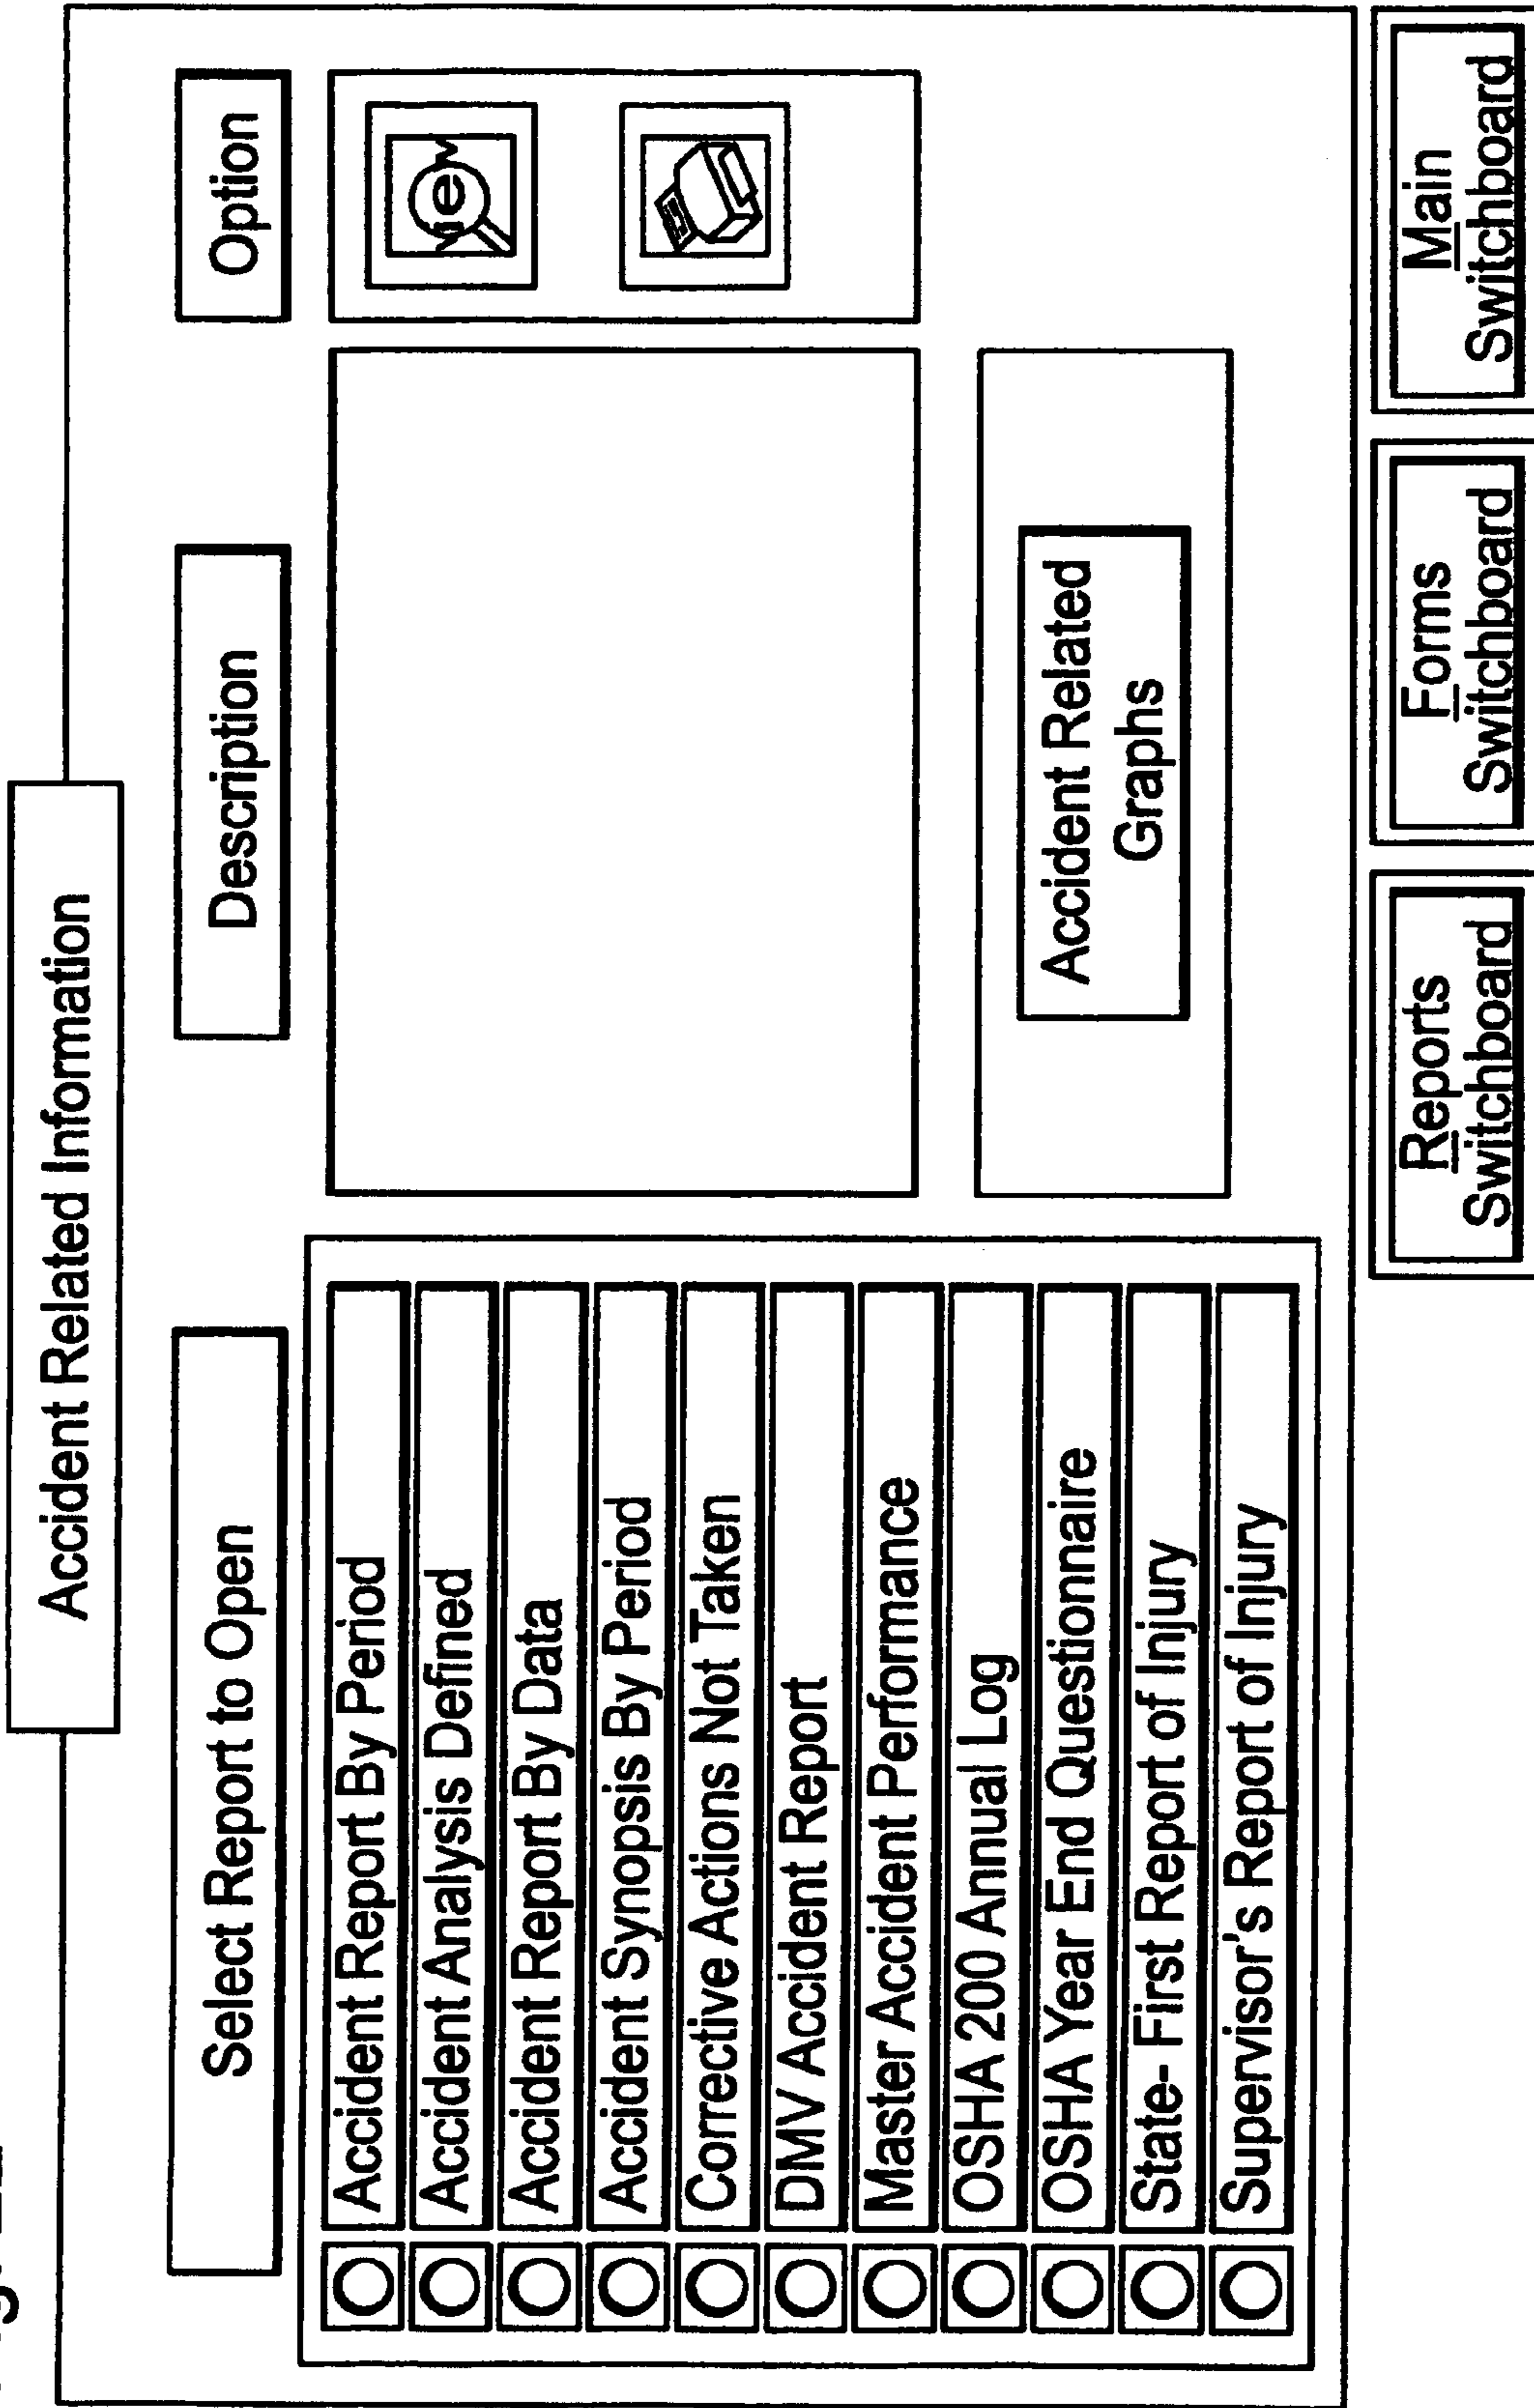 Accident Related Information
Select Report to Open
Description
Option
Accident Report By Period
Accident Analysis Defined
Accident Report By Data
Accident Synopsis By Period
Corrective Actions Not Taken
DMV Accident Report
Master Accident Performance
OSHA 200 Annual Log
OSHA Year End Questionnaire
State- First Report of Injury
Supervisor's Report of Injury
view
Accident Related
Graphs
Reports
Switchboard
Forms
Switchboard
Main
Switchboard